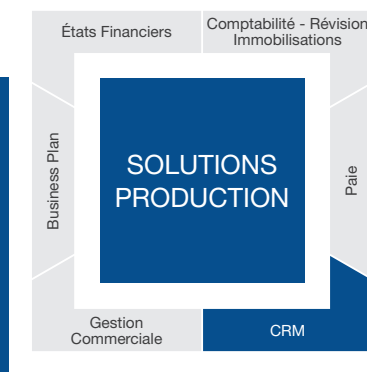 États Financiers
Comptabilité - Révision
Immobilisations
Business Plan
SOLUTIONS
PRODUCTION
Paie
Gestion
Commerciale
CRM